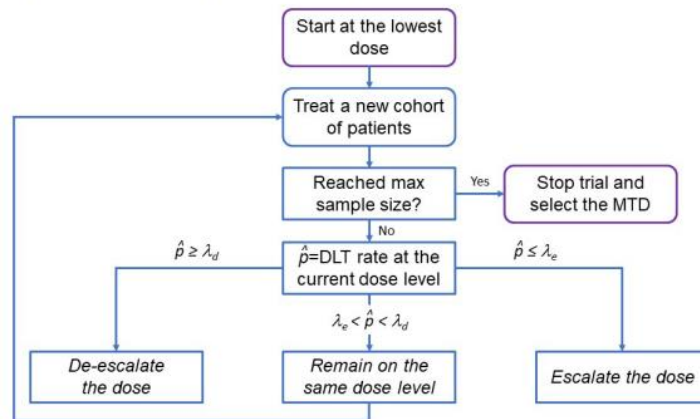 Start at the lowest
dose
Treat a new cohort
of patients
Reached max
sample size?
Yes
Stop trial and
select the MTD
No
p̂ ≥ λd
p̂=DLT rate at the
current dose level
p̂ ≤ λe
λe < p̂ < λd
De-escalate
the dose
Remain on the
same dose level
Escalate the dose